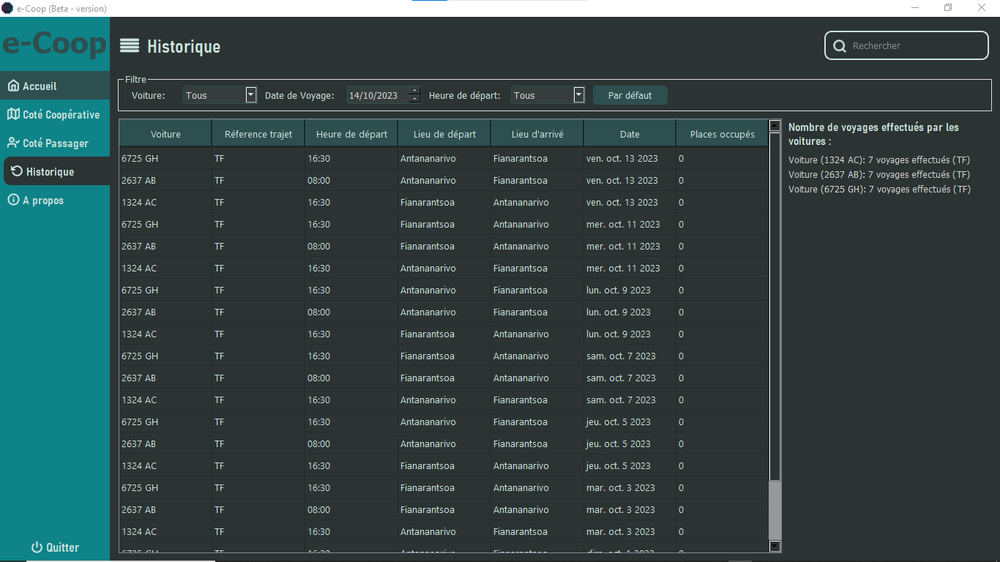 e-Coop (Beta - version)
e-Coop
Historique
Rechercher
Accueil
Coté Coopérative
Coté Passager
Historique
A propos
Quitter
Filtre
Voiture: Tous Date de Voyage: 14/10/2023 Heure de départ: Tous Par défaut
Voiture Réference trajet Heure de départ Lieu de départ Lieu d'arrivé Date Places occupés
6725 GH TF 16:30 Antananarivo Fianarantsoa ven. oct. 13 2023 0
2637 AB TF 08:00 Antananarivo Fianarantsoa ven. oct. 13 2023 0
1324 AC TF 16:30 Fianarantsoa Antananarivo ven. oct. 13 2023 0
6725 GH TF 16:30 Fianarantsoa Antananarivo mer. oct. 11 2023 0
2637 AB TF 08:00 Fianarantsoa Antananarivo mer. oct. 11 2023 0
1324 AC TF 16:30 Antananarivo Fianarantsoa mer. oct. 11 2023 0
6725 GH TF 16:30 Antananarivo Fianarantsoa lun. oct. 9 2023 0
2637 AB TF 08:00 Antananarivo Fianarantsoa lun. oct. 9 2023 0
1324 AC TF 16:30 Fianarantsoa Antananarivo lun. oct. 9 2023 0
6725 GH TF 16:30 Fianarantsoa Antananarivo sam. oct. 7 2023 0
2637 AB TF 08:00 Fianarantsoa Antananarivo sam. oct. 7 2023 0
1324 AC TF 16:30 Antananarivo Fianarantsoa sam. oct. 7 2023 0
6725 GH TF 16:30 Antananarivo Fianarantsoa jeu. oct. 5 2023 0
2637 AB TF 08:00 Antananarivo Fianarantsoa jeu. oct. 5 2023 0
1324 AC TF 16:30 Fianarantsoa Antananarivo jeu. oct. 5 2023 0
6725 GH TF 16:30 Fianarantsoa Antananarivo mar. oct. 3 2023 0
2637 AB TF 08:00 Fianarantsoa Antananarivo mar. oct. 3 2023 0
1324 AC TF 16:30 Antananarivo Fianarantsoa mar. oct. 3 2023 0
6725 GH TF 16:30 Antananarivo Fianarantsoa dim. oct. 1 2023 0
Nombre de voyages effectués par les
voitures :
Voiture (1324 AC): 7 voyages effectués (TF)
Voiture (2637 AB): 7 voyages effectués (TF)
Voiture (6725 GH): 7 voyages effectués (TF)